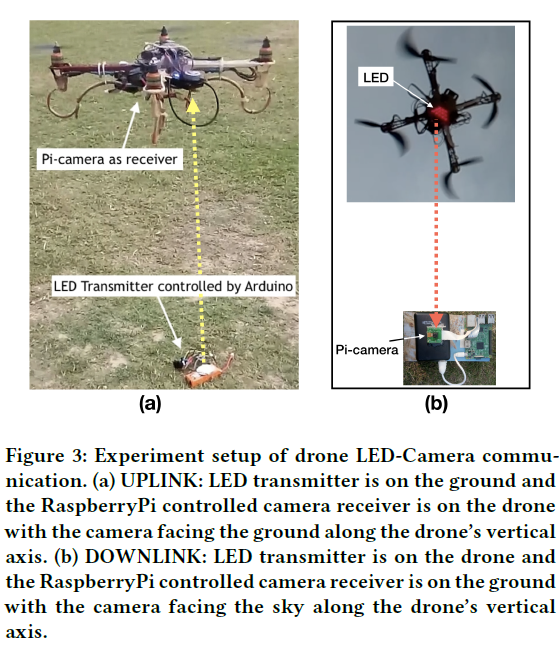 LED
Pi-camera as receiver
LED Transmitter controlled by Arduino
Pi-camera
(a)
(b)
Figure 3: Experiment setup of drone LED-Camera commu-
nication. (a) UPLINK: LED transmitter is on the ground and
the RaspberryPi controlled camera receiver is on the drone
with the camera facing the ground along the drone's vertical
axis. (b) DOWNLINK: LED transmitter is on the drone and
the RaspberryPi controlled camera receiver is on the ground
with the camera facing the sky along the drone's vertical
axis.